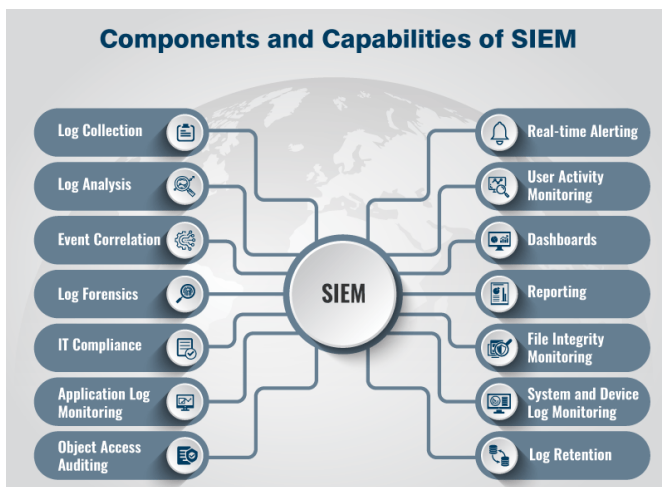 Components and Capabilities of SIEM
Log Collection
Log Analysis
Event Correlation
Log Forensics
IT Compliance
Application Log
Monitoring
Object Access
Auditing
SIEM
Real-time Alerting
User Activity
Monitoring
Dashboards
Reporting
File Integrity
Monitoring
System and Device
Log Monitoring
Log Retention